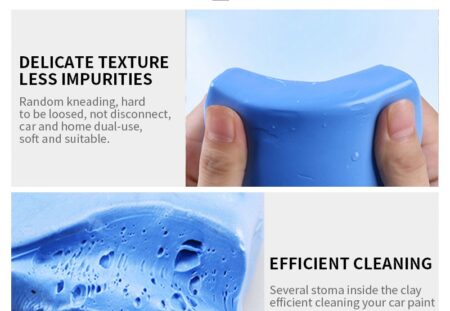 DELICATE TEXTURE
LESS IMPURITIES
Random kneading, hard
to be loosed, not disconnect,
car and home dual-use,
soft and suitable.
EFFICIENT CLEANING
Several stoma inside the clay
efficient cleaning your car paint